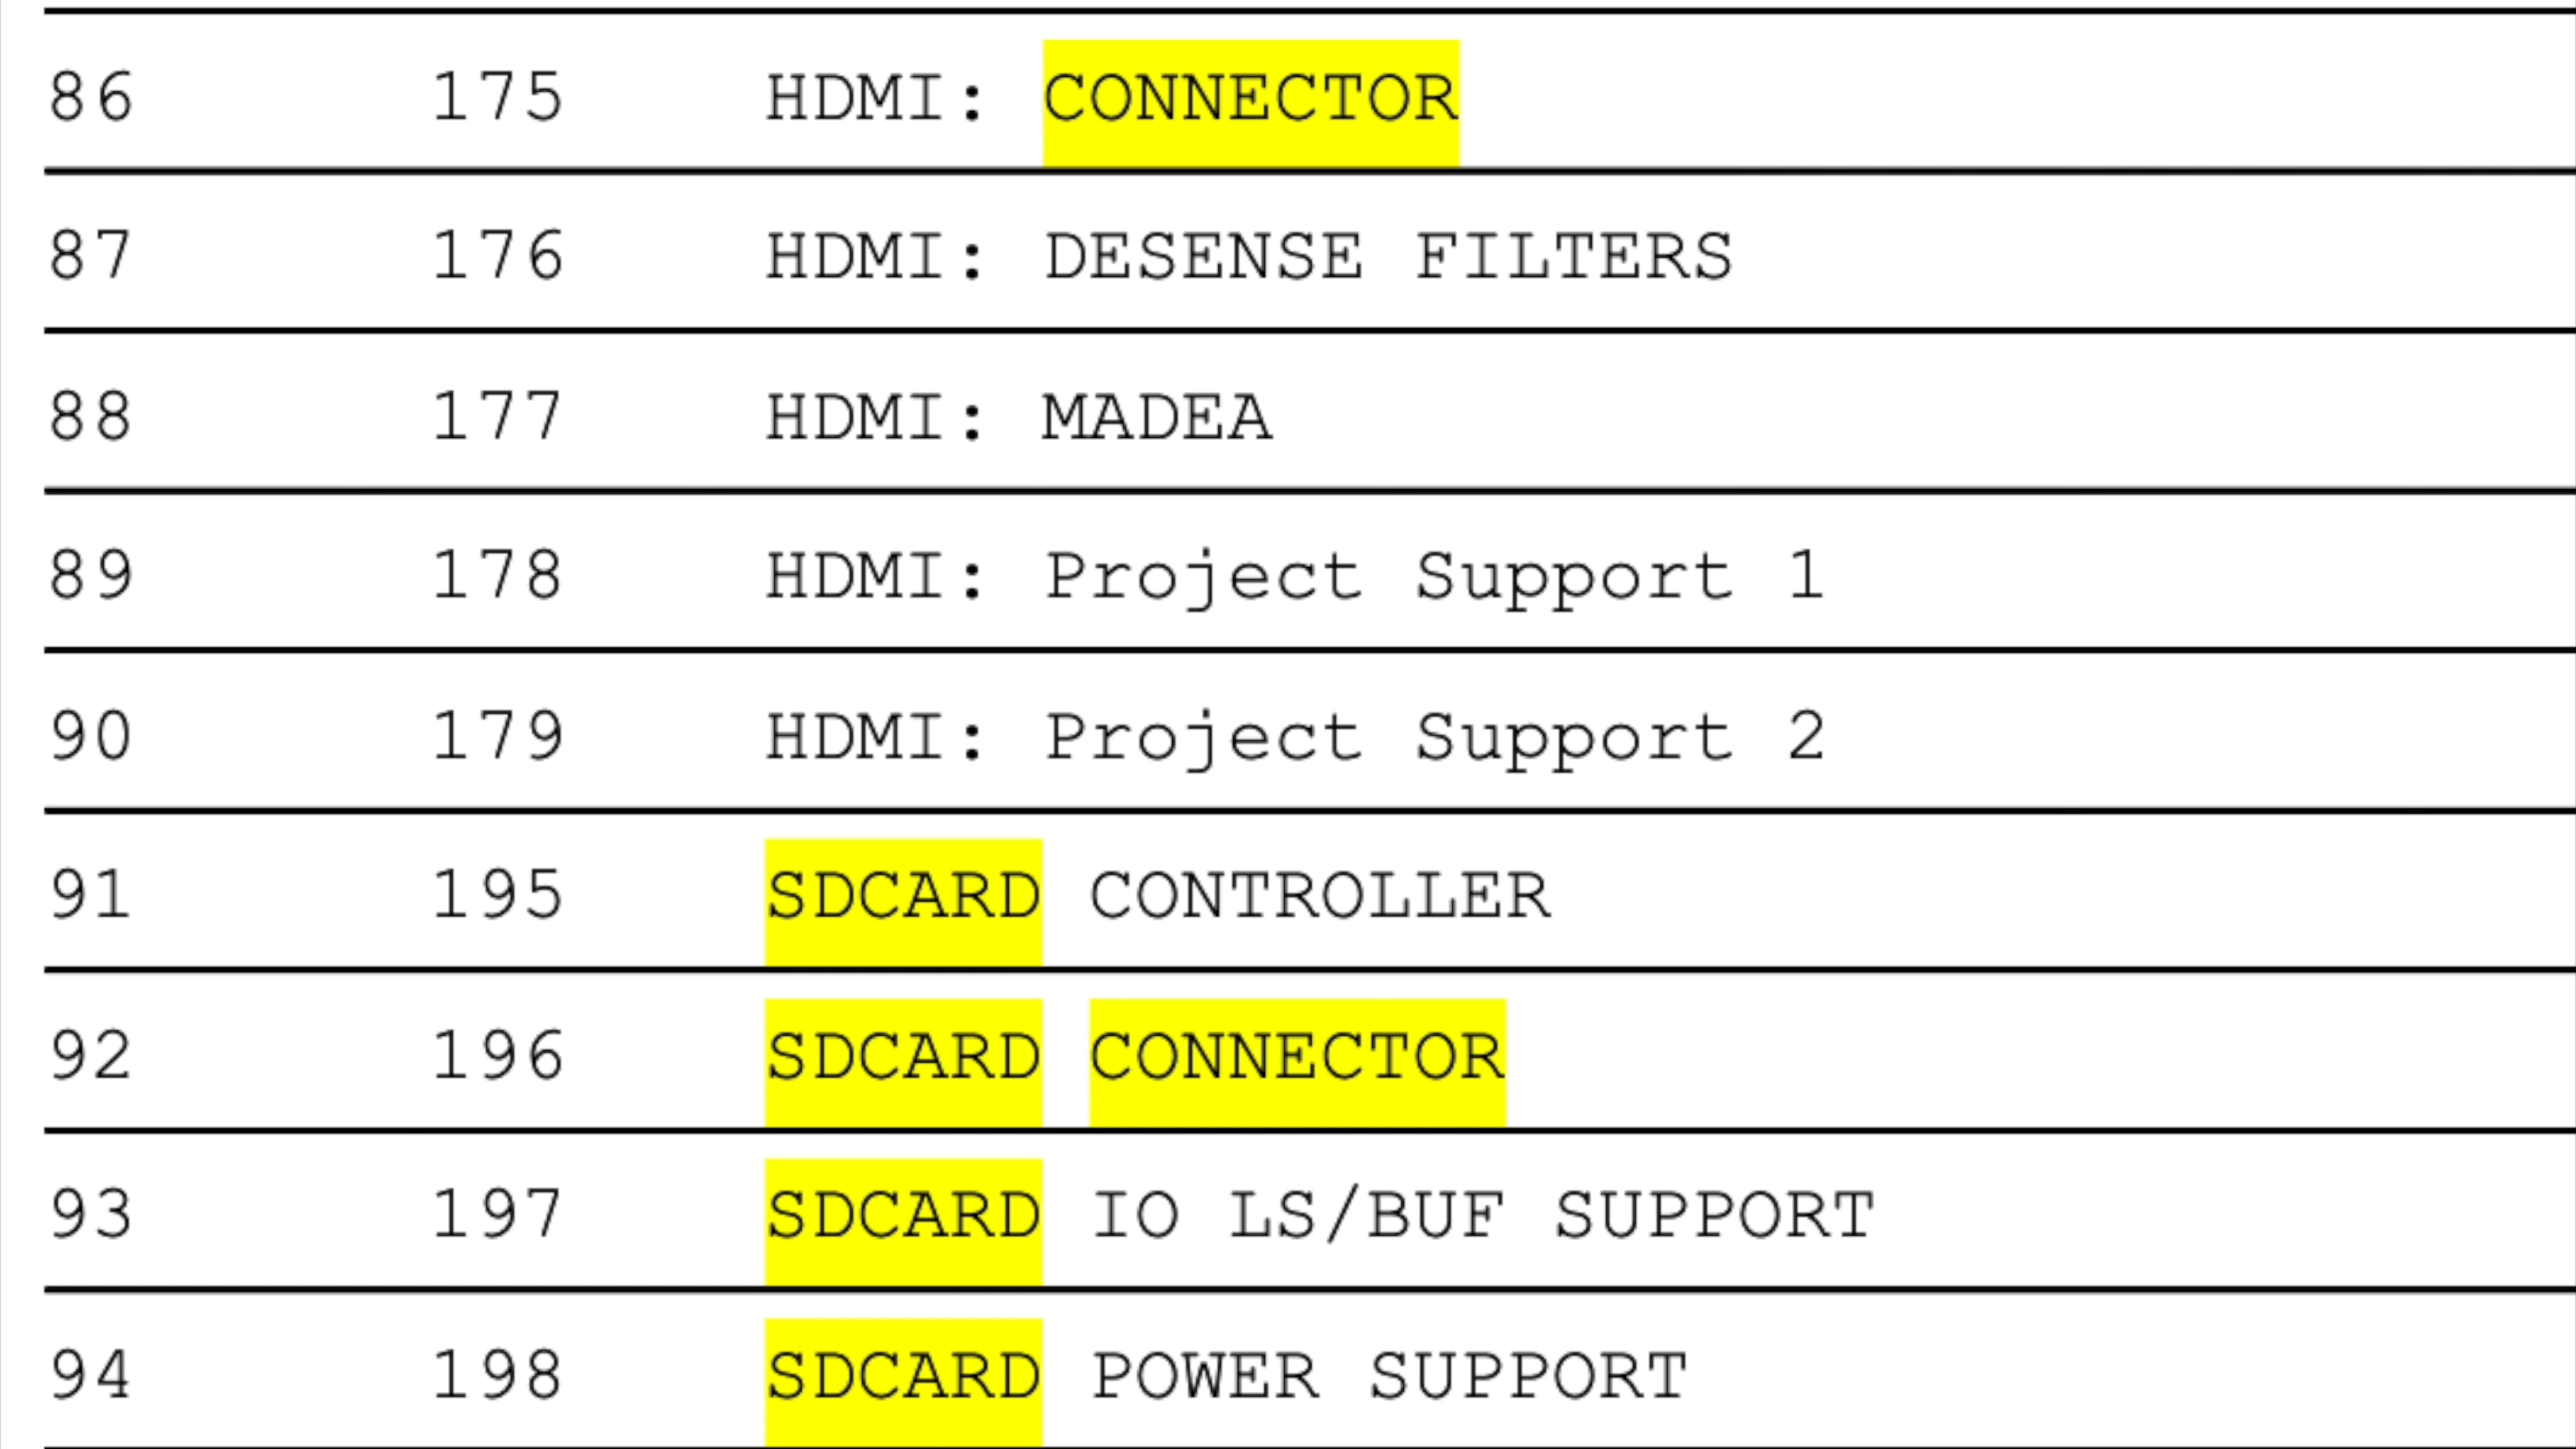 86 175 HDMI: CONNECTOR
87 176 HDMI: DESENSE FILTERS
88 177 HDMI: MADEA
89 178 HDMI: Project Support 1
90 179 HDMI: Project Support 2
91 195 SDCARD CONTROLLER
92 196 SDCARD CONNECTOR
93 197 SDCARD IO LS/BUF SUPPORT
94 198 SDCARD POWER SUPPORT